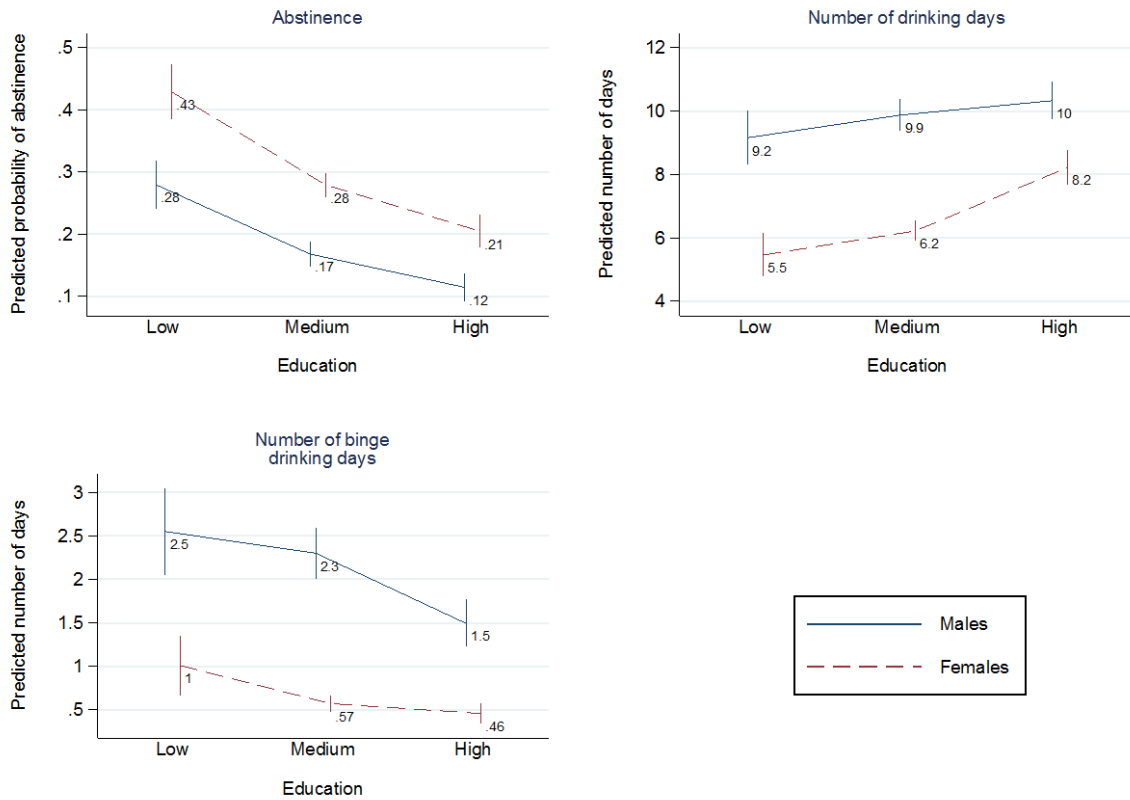 Abstinence
Predicted probability of abstinence
.5
.4
.3
.2
.1
.43
.28
.21
.28
.17
.12
Low Medium High
Education
Number of drinking days
Predicted number of days
12
10
8
6
4
9.2
9.9
10
5.5
6.2
8.2
Low Medium High
Education
Number of binge
drinking days
Predicted number of days
3
2.5
2
1.5
1
.5
2.5
2.3
1.5
1
.57
.46
Low Medium High
Education
Males
Females